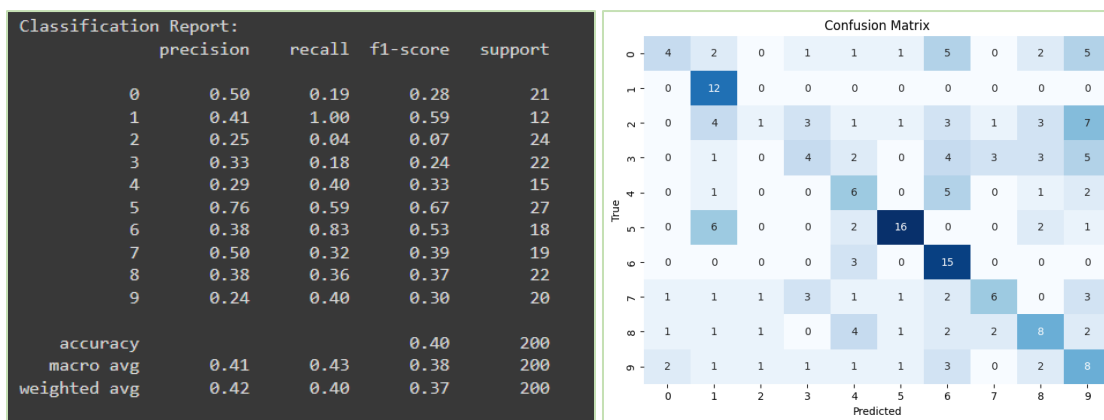 Classification Report:
precision recall f1-score support
0 0.50 0.19 0.28 21
1 0.41 1.00 0.59 12
2 0.25 0.04 0.07 24
3 0.33 0.18 0.24 22
4 0.29 0.40 0.33 15
5 0.76 0.59 0.67 27
6 0.38 0.83 0.53 18
7 0.50 0.32 0.39 19
8 0.38 0.36 0.37 22
9 0.24 0.40 0.30 20
accuracy 0.40 200
macro avg 0.41 0.43 0.38 200
weighted avg 0.42 0.40 0.37 200
Confusion Matrix
True
0 4 2 0 1 1 1 5 0 2 5
1 0 12 0 0 0 0 0 0 0 0
2 0 4 1 3 1 1 3 1 3 7
3 0 1 0 4 2 0 4 3 3 5
4 0 1 0 0 6 0 5 0 1 2
5 0 6 0 0 2 16 0 0 2 1
6 0 0 0 0 3 0 15 0 0 0
7 1 1 1 3 1 1 2 6 0 3
8 1 1 1 0 4 1 2 2 8 2
9 2 1 1 1 1 1 3 0 2 8
0 1 2 3 4 5 6 7 8 9
Predicted